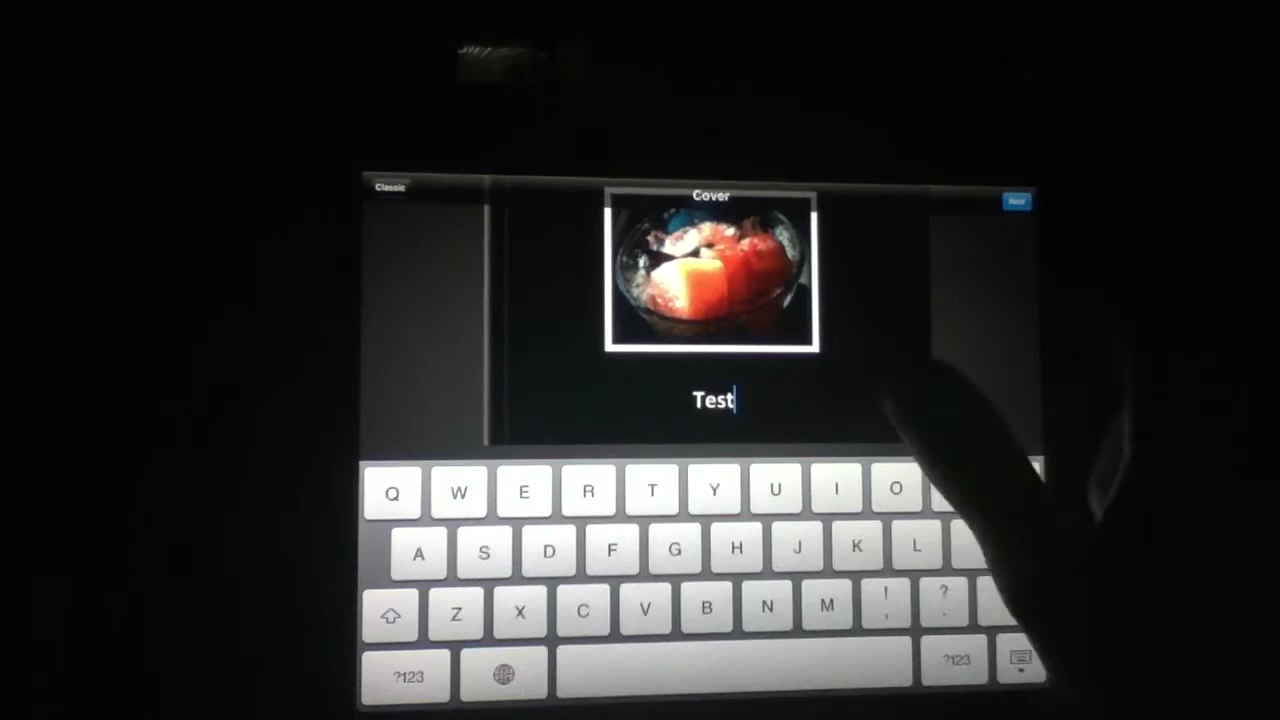 Classic
Cover
Next
Test
Q W E R T Y U I O
A S D F G H J K L
Z X C V B N M ! , ? .
.?123 .?123